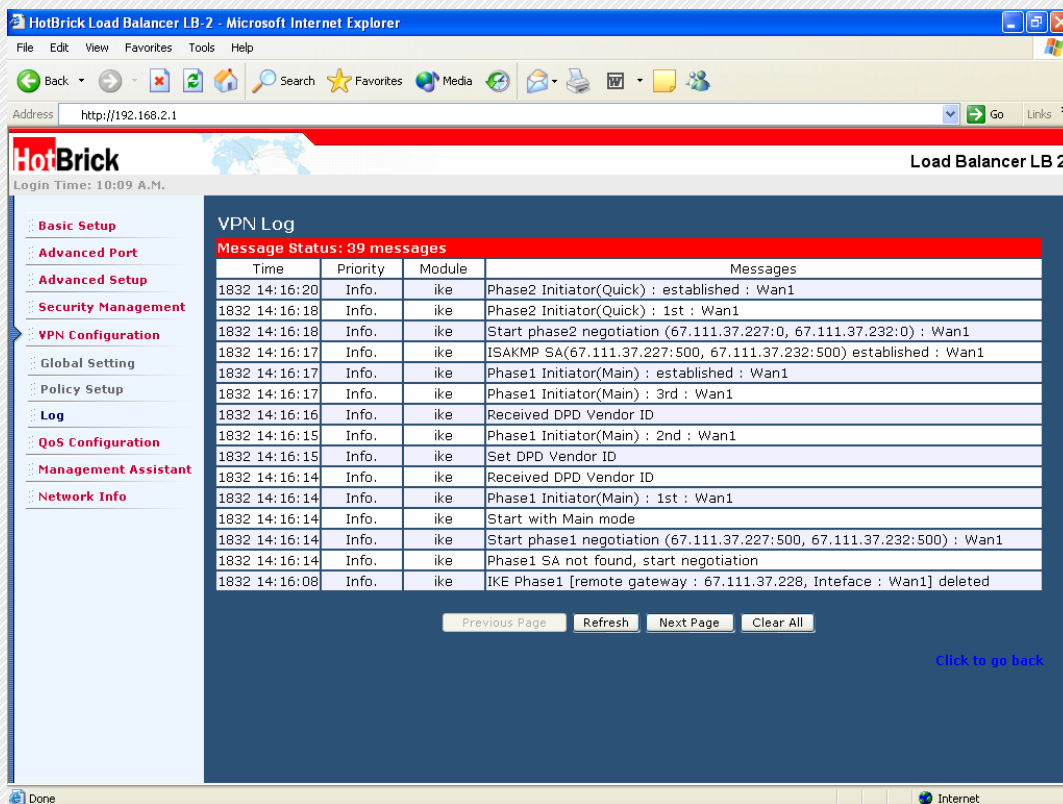 HotBrick Load Balancer LB-2 - Microsoft Internet Explorer
File Edit View Favorites Tools Help
Back Search Favorites Media
Address http://192.168.2.1 Go Links
HotBrick
Load Balancer LB 2
Login Time: 10:09 A.M.
Basic Setup
Advanced Port
Advanced Setup
Security Management
VPN Configuration
Global Setting
Policy Setup
Log
QoS Configuration
Management Assistant
Network Info
VPN Log
Message Status: 39 messages
Time Priority Module Messages
1832 14:16:20 Info. ike Phase2 Initiator(Quick) : established : Wan1
1832 14:16:18 Info. ike Phase2 Initiator(Quick) : 1st : Wan1
1832 14:16:18 Info. ike Start phase2 negotiation (67.111.37.227:0, 67.111.37.232:0) : Wan1
1832 14:16:17 Info. ike ISAKMP SA(67.111.37.227:500, 67.111.37.232:500) established : Wan1
1832 14:16:17 Info. ike Phase1 Initiator(Main) : established : Wan1
1832 14:16:17 Info. ike Phase1 Initiator(Main) : 3rd : Wan1
1832 14:16:16 Info. ike Received DPD Vendor ID
1832 14:16:15 Info. ike Phase1 Initiator(Main) : 2nd : Wan1
1832 14:16:15 Info. ike Set DPD Vendor ID
1832 14:16:14 Info. ike Received DPD Vendor ID
1832 14:16:14 Info. ike Phase1 Initiator(Main) : 1st : Wan1
1832 14:16:14 Info. ike Start with Main mode
1832 14:16:14 Info. ike Start phase1 negotiation (67.111.37.227:500, 67.111.37.232:500) : Wan1
1832 14:16:14 Info. ike Phase1 SA not found, start negotiation
1832 14:16:08 Info. ike IKE Phase1 [remote gateway : 67.111.37.228, Inteface : Wan1] deleted
Previous Page Refresh Next Page Clear All
Click to go back
Done Internet